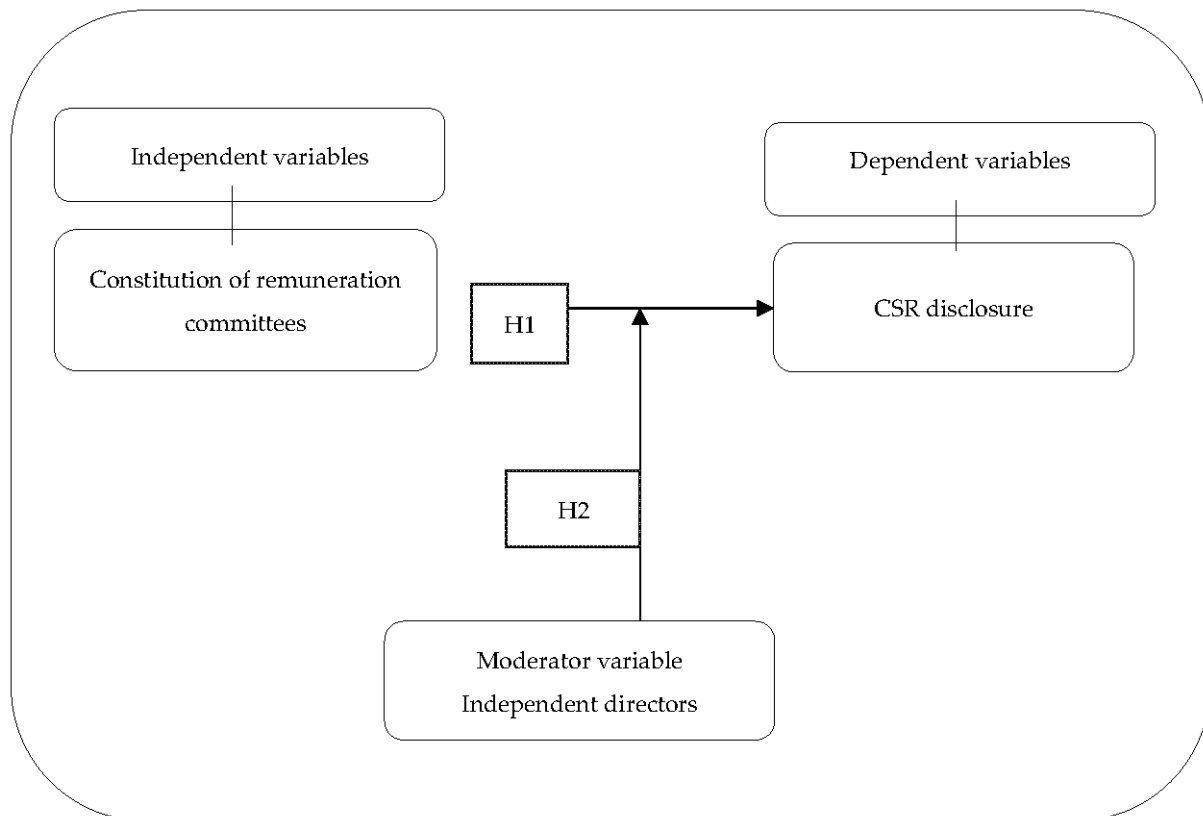 Independent variables
Dependent variables
Constitution of remuneration
committees
H1
CSR disclosure
H2
Moderator variable
Independent directors